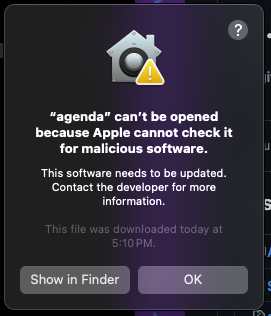 ?
“agenda” can’t be opened
because Apple cannot check it
for malicious software.
This software needs to be updated.
Contact the developer for more
information.
This file was downloaded today at
5:10 PM.
Show in Finder
OK